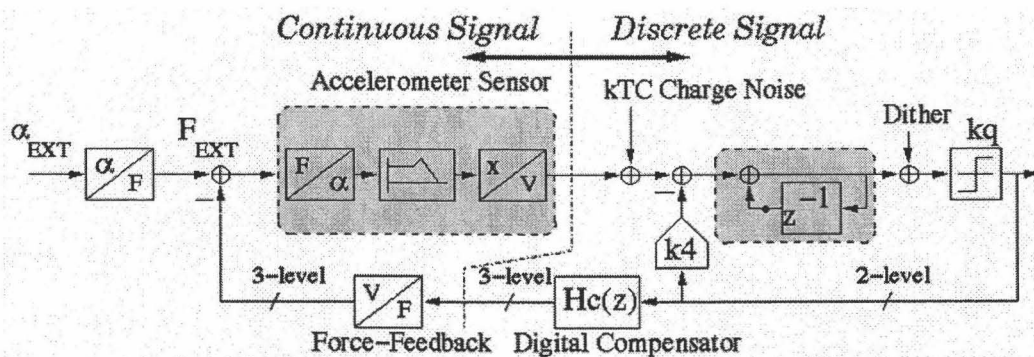 Continuous Signal
Discrete Signal
Accelerometer Sensor
kTC Charge Noise
Dither
α EXT
F EXT
kq
α F
F α
x V
z -1
k4
3-level
3-level
2-level
V F
Hc(z)
Force-Feedback
Digital Compensator